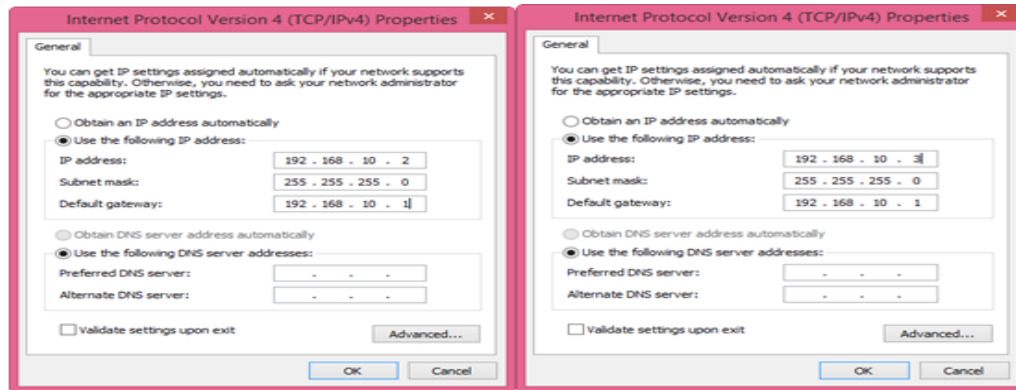 Internet Protocol Version 4 (TCP/IPv4) Properties
General
You can get IP settings assigned automatically if your network supports
this capability. Otherwise, you need to ask your network administrator
for the appropriate IP settings.
Obtain an IP address automatically
Use the following IP address:
IP address: 192 . 168 . 10 . 2
Subnet mask: 255 . 255 . 255 . 0
Default gateway: 192 . 168 . 10 . 1
Obtain DNS server address automatically
Use the following DNS server addresses:
Preferred DNS server: . . .
Alternate DNS server: . . .
Validate settings upon exit
Advanced...
OK Cancel
Internet Protocol Version 4 (TCP/IPv4) Properties
General
You can get IP settings assigned automatically if your network supports
this capability. Otherwise, you need to ask your network administrator
for the appropriate IP settings.
Obtain an IP address automatically
Use the following IP address:
IP address: 192 . 168 . 10 . 3
Subnet mask: 255 . 255 . 255 . 0
Default gateway: 192 . 168 . 10 . 1
Obtain DNS server address automatically
Use the following DNS server addresses:
Preferred DNS server: . . .
Alternate DNS server: . . .
Validate settings upon exit
Advanced...
OK Cancel